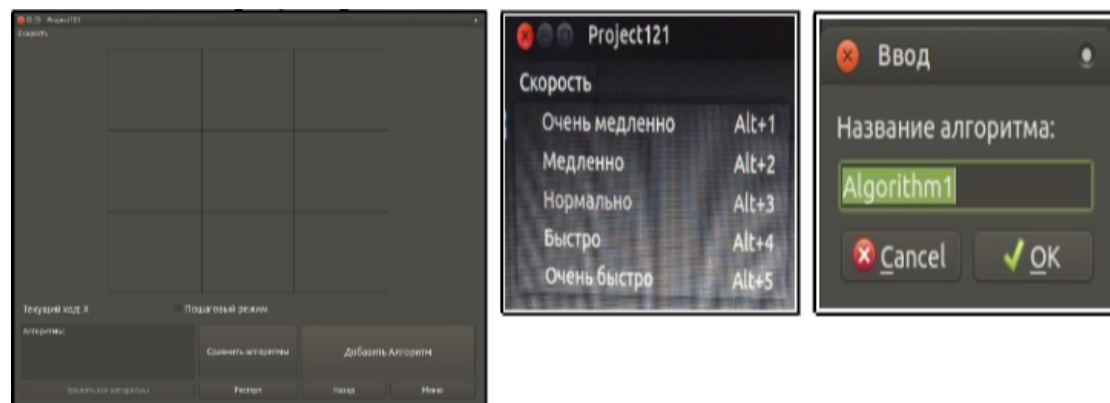 Project121
Скорость
Текущий ход: X
Пошаговый режим
Алгоритмы:
Сравнить алгоритмы
Добавить Алгоритм
Удалить все алгоритмы
Рестарт
Назад
Меню
Project121
Скорость
Очень медленно Alt+1
Медленно Alt+2
Нормально Alt+3
Быстро Alt+4
Очень быстро Alt+5
Ввод
Название алгоритма:
Algorithm1
Cancel
OK